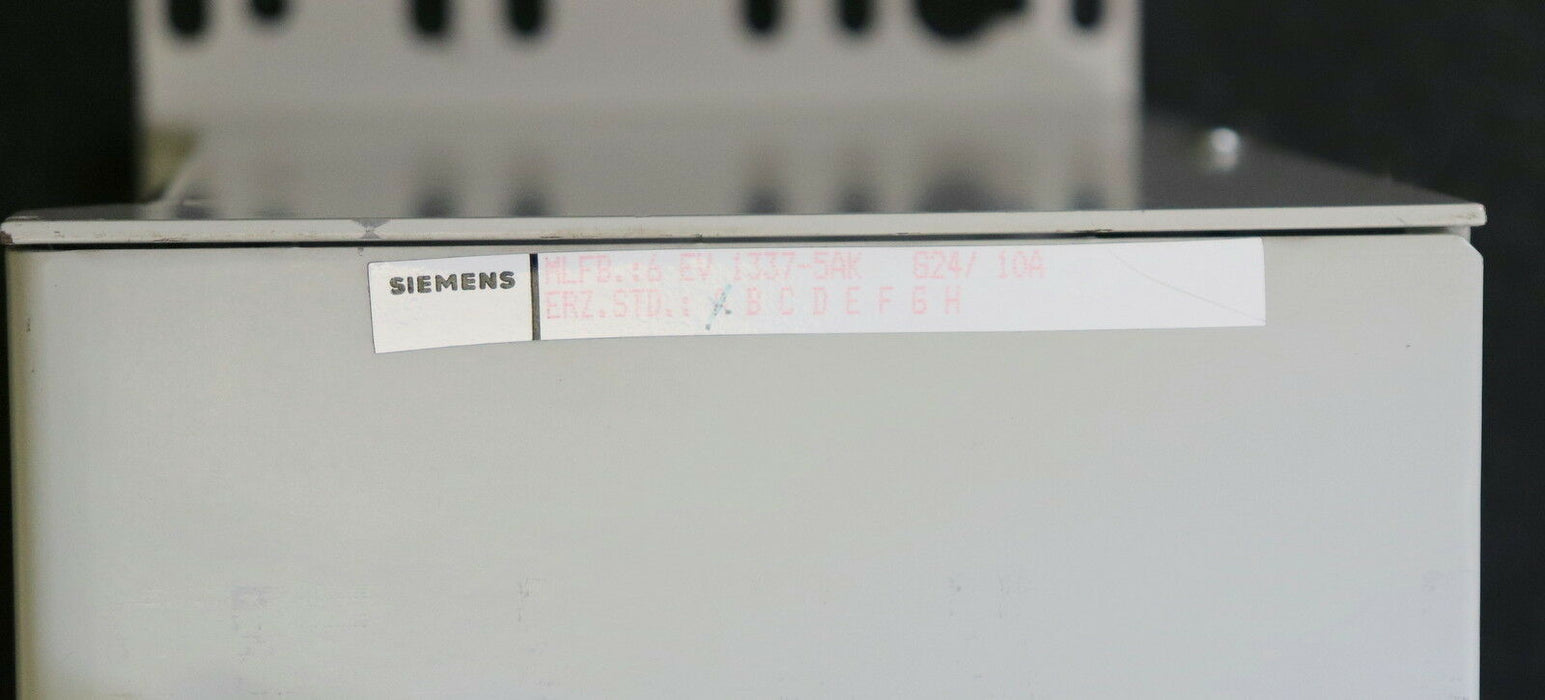 SIEMENS
MLFB.:6 EV 1337-5AK G24/ 10A
ERZ.STD.: A B C D E F G H